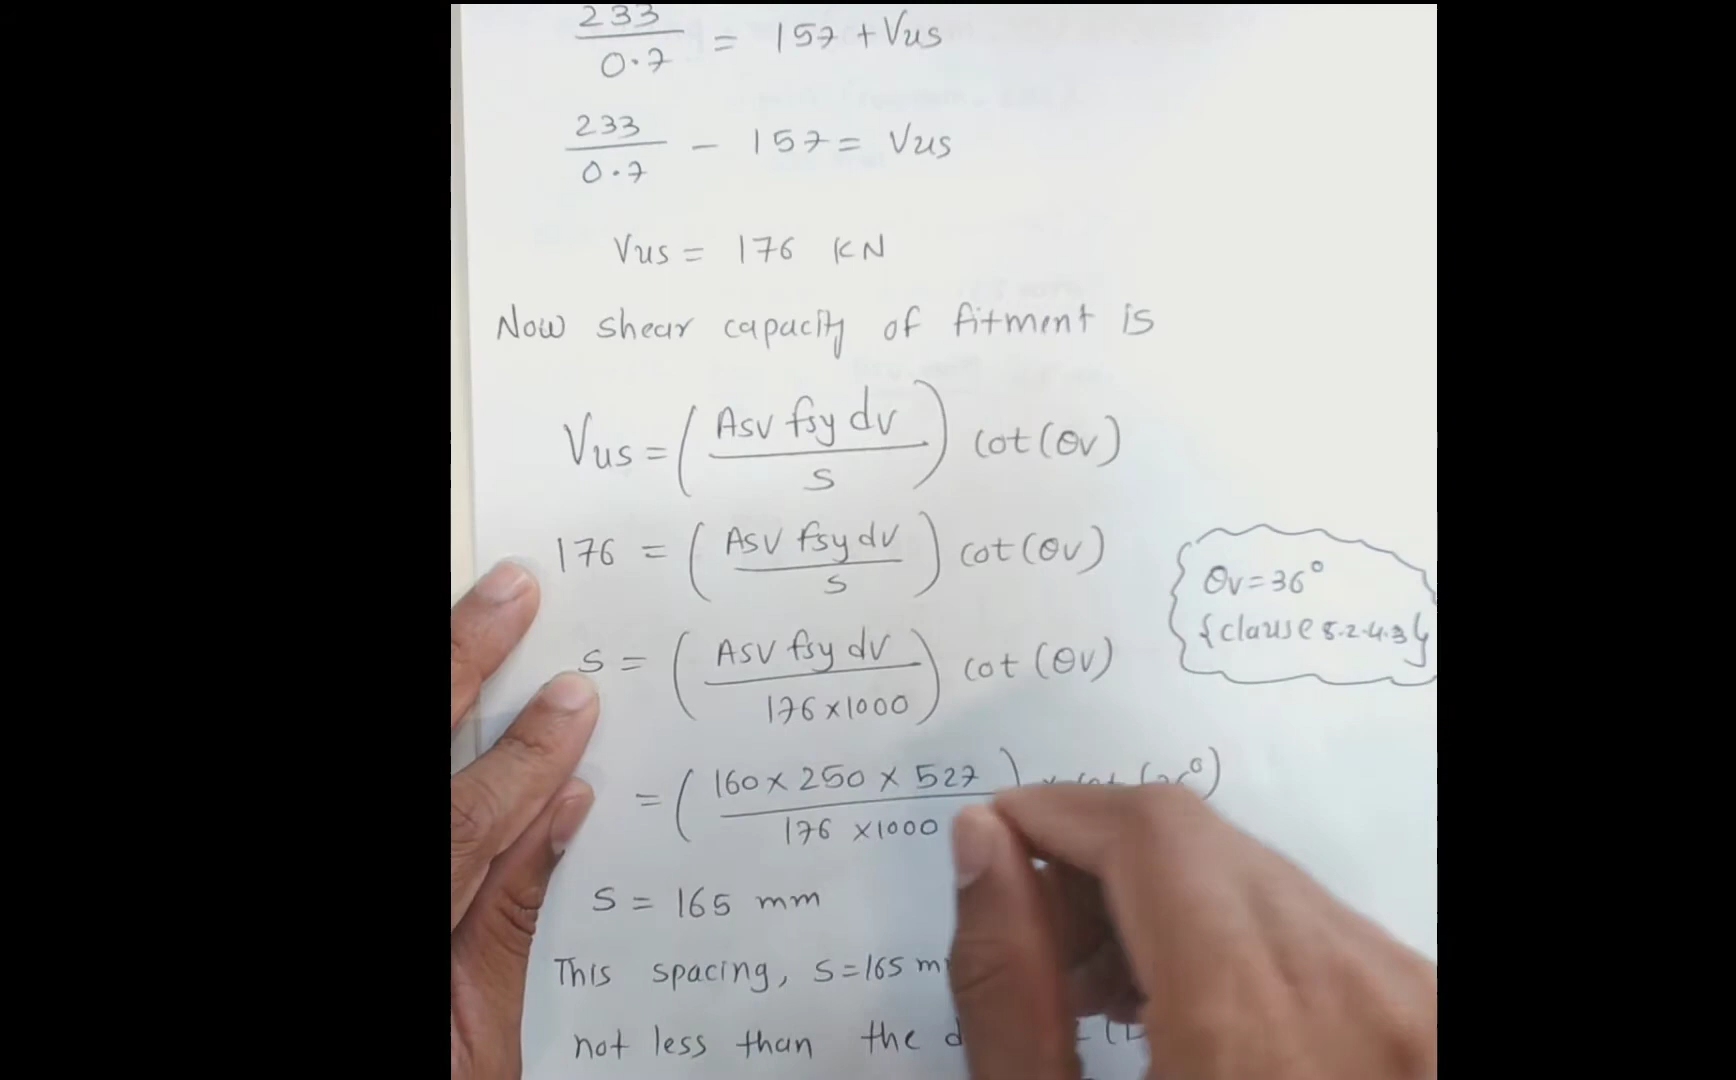 233/0.7 = 157 + Vus
233/0.7 - 157 = Vus
Vus = 176 KN
Now shear capacity of fitment is
Vus = (Asv fsy dv / s) cot(θv)
176 = (Asv fsy dv / s) cot(θv)
θv = 36°
{clause 8.2.4.3}
s = (Asv fsy dv / 176 x 1000) cot(θv)
= (160 x 250 x 527 / 176 x 1000)
s = 165 mm
This spacing, s = 165
not less than the